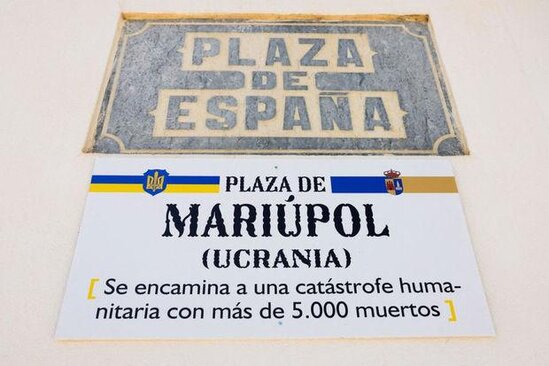 PLAZA
DE
ESPAÑA
PLAZA DE
MARIÚPOL
(UCRANIA)
[ Se encamina a una catástrofe huma-
nitaria con más de 5.000 muertos ]